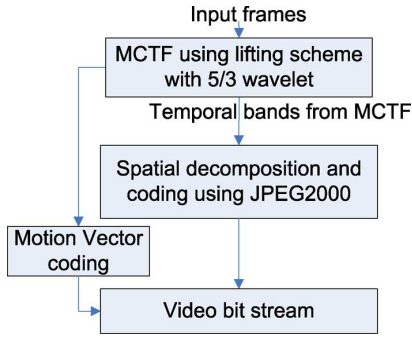 Input frames
MCTF using lifting scheme
with 5/3 wavelet
Temporal bands from MCTF
Spatial decomposition and
coding using JPEG2000
Motion Vector
coding
Video bit stream